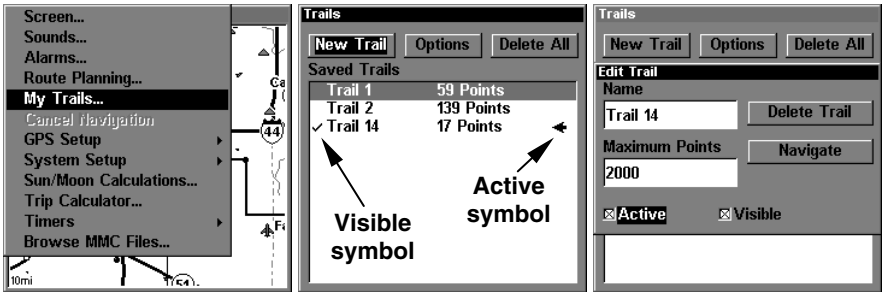 Screen...
Sounds...
Alarms...
Route Planning...
My Trails...
Cancel Navigation
GPS Setup
System Setup
Sun/Moon Calculations...
Trip Calculator...
Timers
Browse MMC Files...
Ca
44
Fa
10mi
54
Trails
New Trail Options Delete All
Saved Trails
Trail 1 59 Points
Trail 2 139 Points
Trail 14 17 Points
Visible symbol
Active symbol
Trails
New Trail Options Delete All
Edit Trail
Name
Trail 14 Delete Trail
Maximum Points Navigate
2000
Active Visible